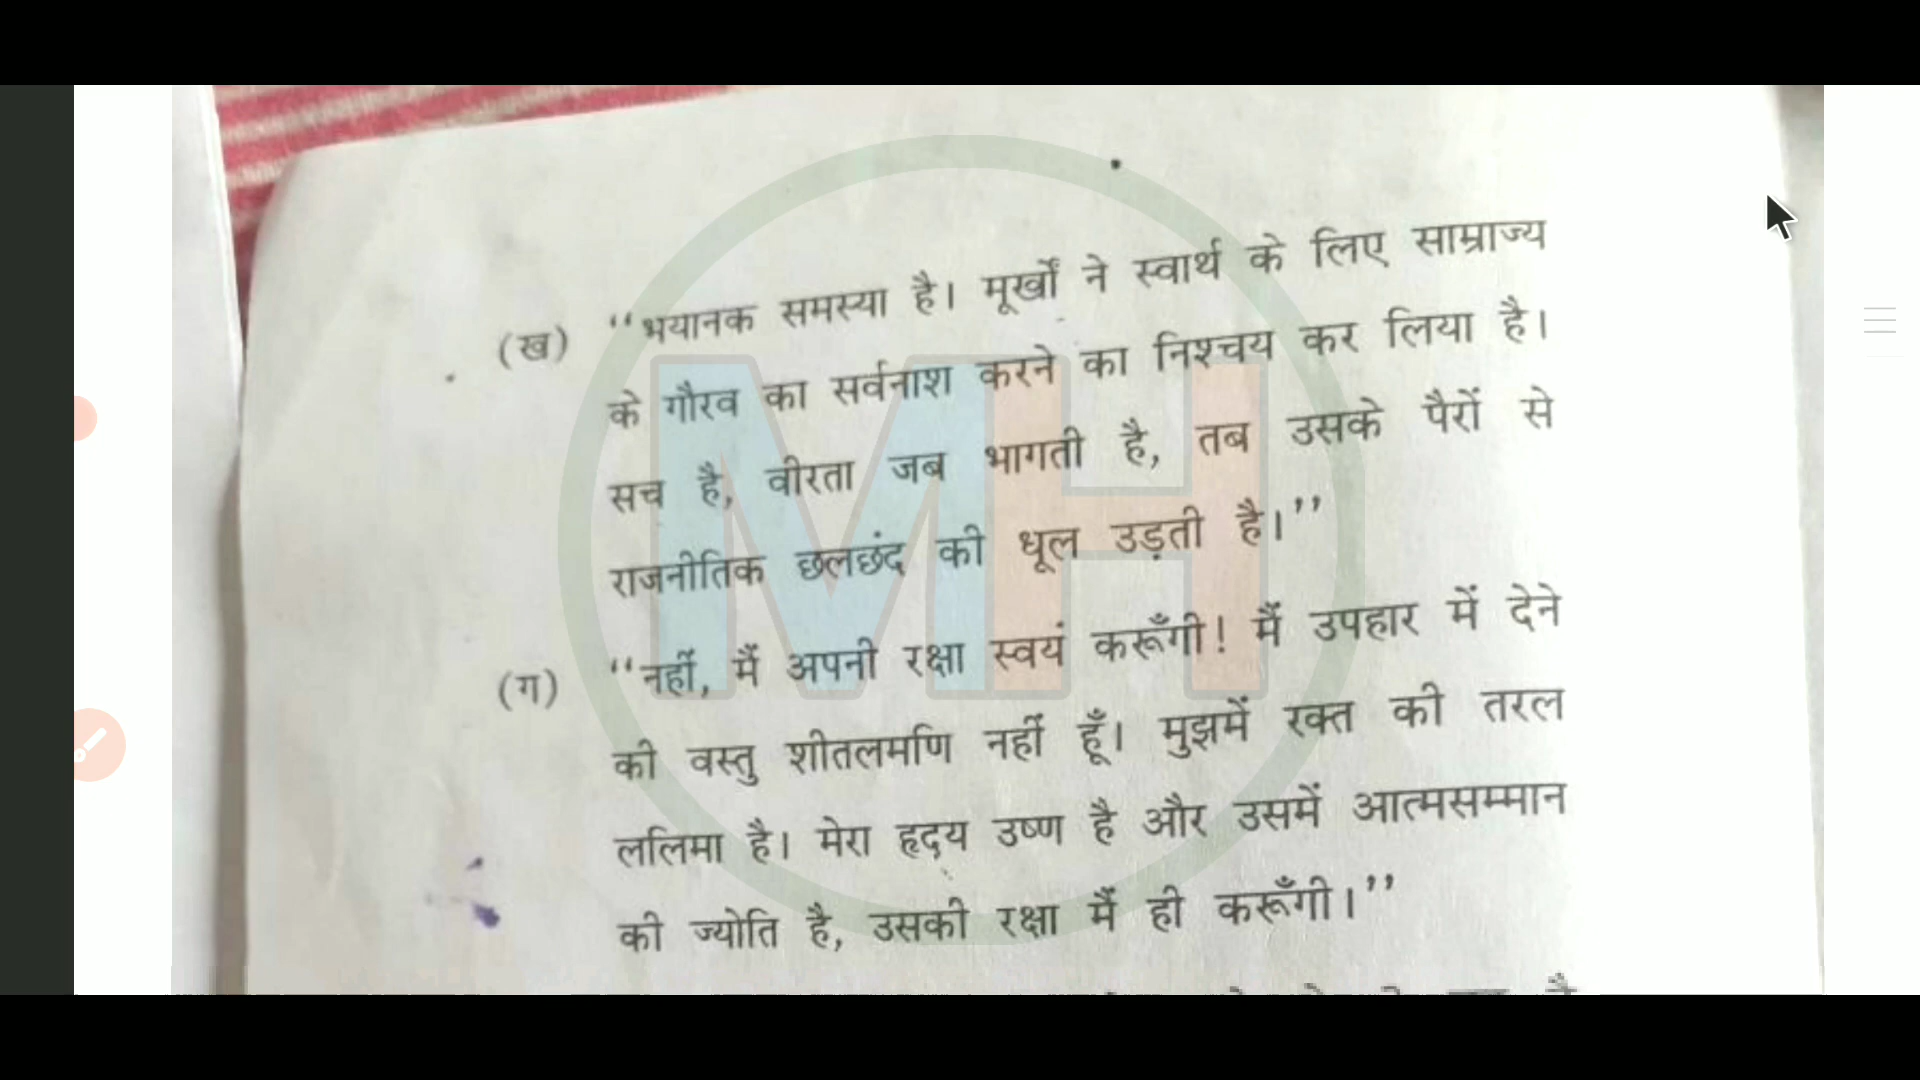 (ख) ‘‘भयानक समस्या है। मूर्खों ने स्वार्थ के लिए साम्राज्य
के गौरव का सर्वनाश करने का निश्चय कर लिया है।
सच है, वीरता जब भागती है, तब उसके पैरों से
राजनीतिक छलछंद की धूल उड़ती है।’’
(ग) ‘‘नहीं, मैं अपनी रक्षा स्वयं करूँगी! मैं उपहार में देने
की वस्तु शीतलमणि नहीं हूँ। मुझमें रक्त की तरल
ललिमा है। मेरा हृदय उष्ण है और उसमें आत्मसम्मान
की ज्योति है, उसकी रक्षा मैं ही करूँगी।’’
MH